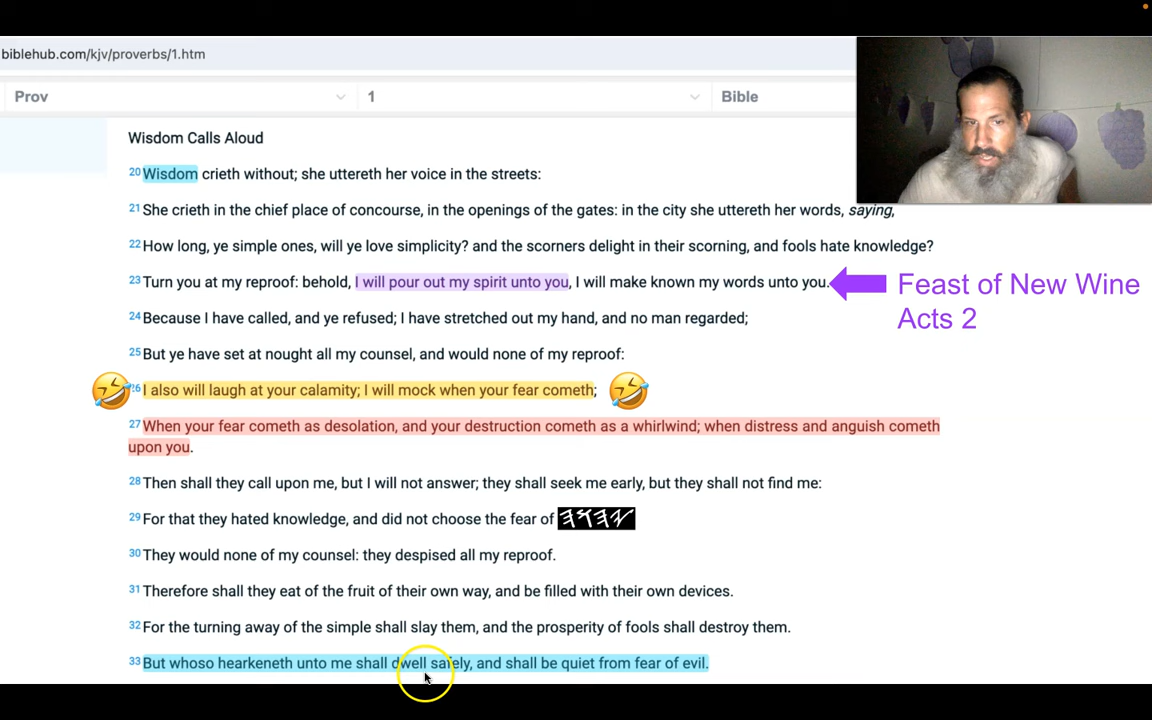 biblehub.com/kjv/proverbs/1.htm
Prov 1 Bible
Wisdom Calls Aloud
20 Wisdom crieth without; she uttereth her voice in the streets:
21 She crieth in the chief place of concourse, in the openings of the gates: in the city she uttereth her words, saying,
22 How long, ye simple ones, will ye love simplicity? and the scorners delight in their scorning, and fools hate knowledge?
23 Turn you at my reproof: behold, I will pour out my spirit unto you, I will make known my words unto you.
Feast of New Wine
Acts 2
24 Because I have called, and ye refused; I have stretched out my hand, and no man regarded;
25 But ye have set at nought all my counsel, and would none of my reproof:
26 I also will laugh at your calamity; I will mock when your fear cometh;
27 When your fear cometh as desolation, and your destruction cometh as a whirlwind; when distress and anguish cometh
upon you.
28 Then shall they call upon me, but I will not answer; they shall seek me early, but they shall not find me:
29 For that they hated knowledge, and did not choose the fear of 𐤉𐤄𐤅𐤄
30 They would none of my counsel: they despised all my reproof.
31 Therefore shall they eat of the fruit of their own way, and be filled with their own devices.
32 For the turning away of the simple shall slay them, and the prosperity of fools shall destroy them.
33 But whoso hearkeneth unto me shall dwell safely, and shall be quiet from fear of evil.